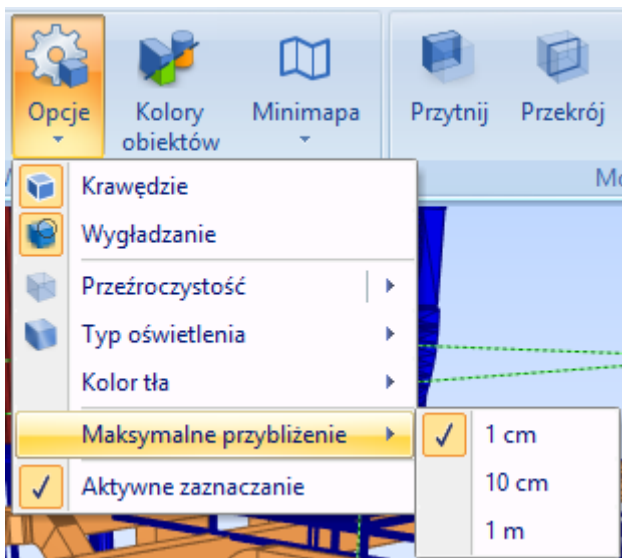 Opcje
Kolory
obiektów
Minimapa
Przytnij
Przekrój
Krawędzie
Wygładzanie
Przeźroczystość
Typ oświetlenia
Kolor tła
Maksymalne przybliżenie
Aktywne zaznaczanie
1 cm
10 cm
1 m